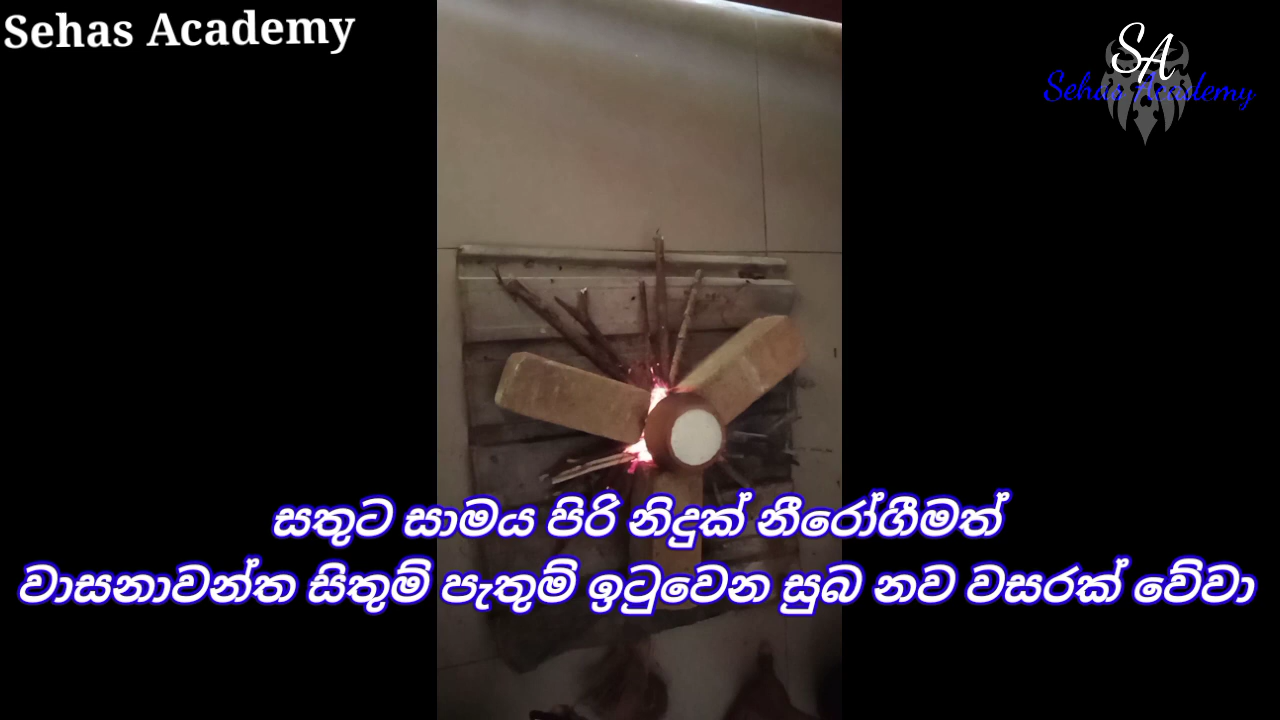 Sehas Academy
SA
Sehas Academy
සතුට සාමය පිරි නිදුක් නීරෝගීමත්
වාසනාවන්ත සිතුම් පැතුම් ඉටුවෙන සුබ නව වසරක් වේවා